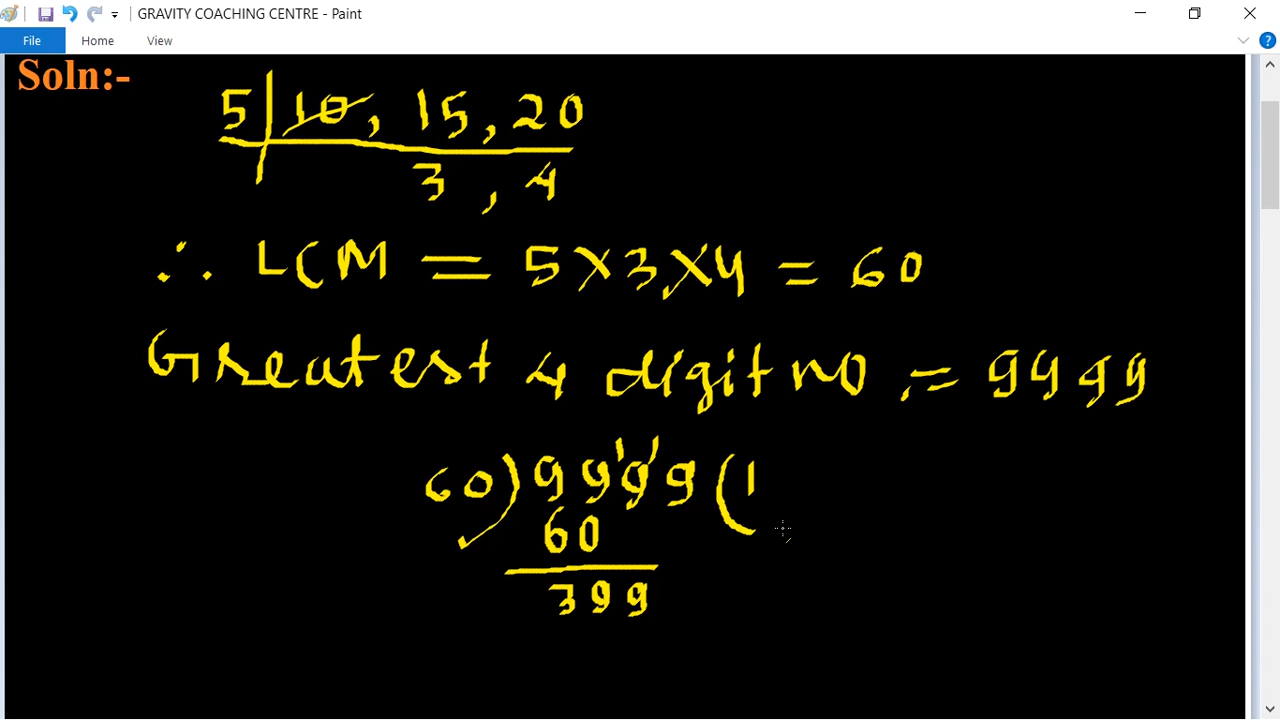 GRAVITY COACHING CENTRE - Paint
File Home View
Soln:-
5 | 10, 15, 20
3, 4
∴ LCM = 5 X 3 X 4 = 60
Greatest 4 digit no. = 9999
60 ) 9999 ( 1
60
399